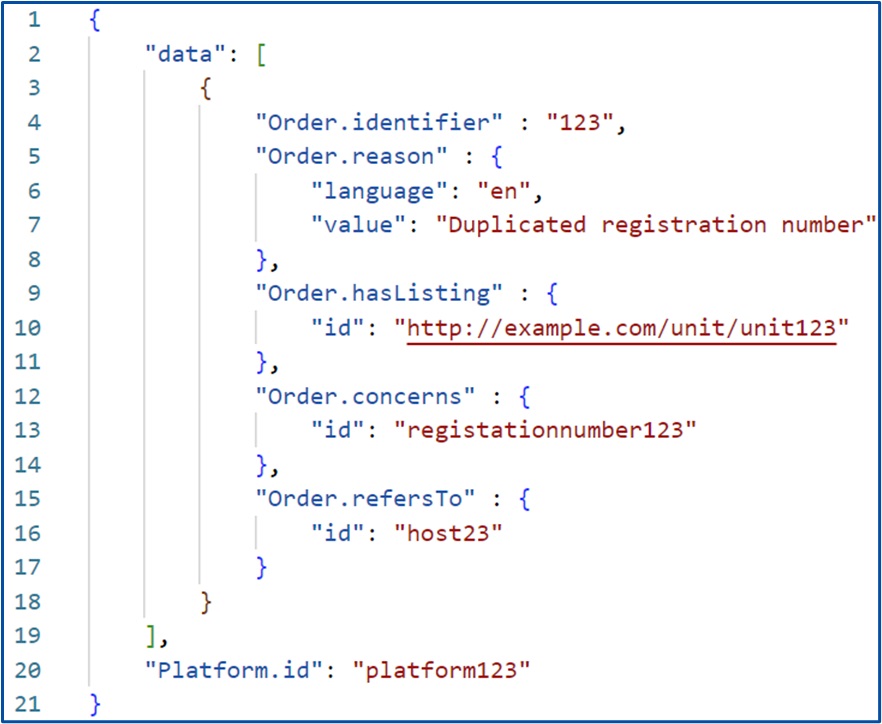 1 {
2     "data": [
3         {
4             "Order.identifier" : "123",
5             "Order.reason" : {
6                 "language": "en",
7                 "value": "Duplicated registration number"
8             },
9             "Order.hasListing" : {
10                 "id": "http://example.com/unit/unit123"
11             },
12             "Order.concerns" : {
13                 "id": "registationnumber123"
14             },
15             "Order.refersTo" : {
16                 "id": "host23"
17             }
18         }
19     ],
20     "Platform.id": "platform123"
21 }